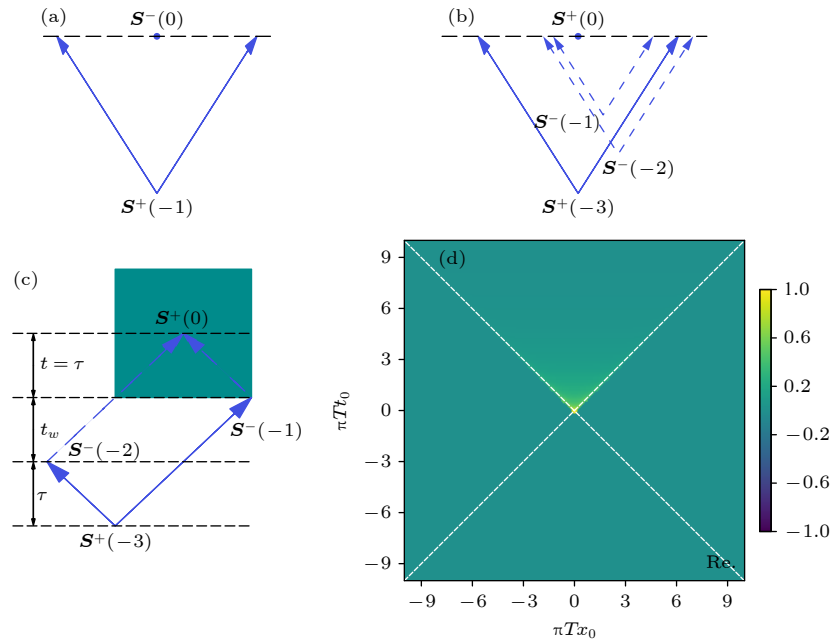 (a)
S⁻(0)
S⁺(−1)
(b)
S⁺(0)
S⁻(−1)
S⁻(−2)
S⁺(−3)
(c)
S⁺(0)
t = τ
t_w
S⁻(−1)
S⁻(−2)
τ
S⁺(−3)
(d)
9
6
3
0
−3
−6
−9
πTt₀
Re.
−9 −6 −3 0 3 6 9
πTx₀
1.0
0.6
0.2
−0.2
−0.6
−1.0